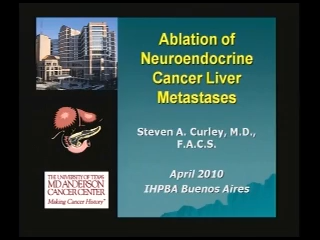 Ablation of
Neuroendocrine
Cancer Liver
Metastases
Steven A. Curley, M.D.,
F.A.C.S.
April 2010
IHPBA Buenos Aires
THE UNIVERSITY OF TEXAS
MD ANDERSON
CANCER CENTER
Making Cancer History®